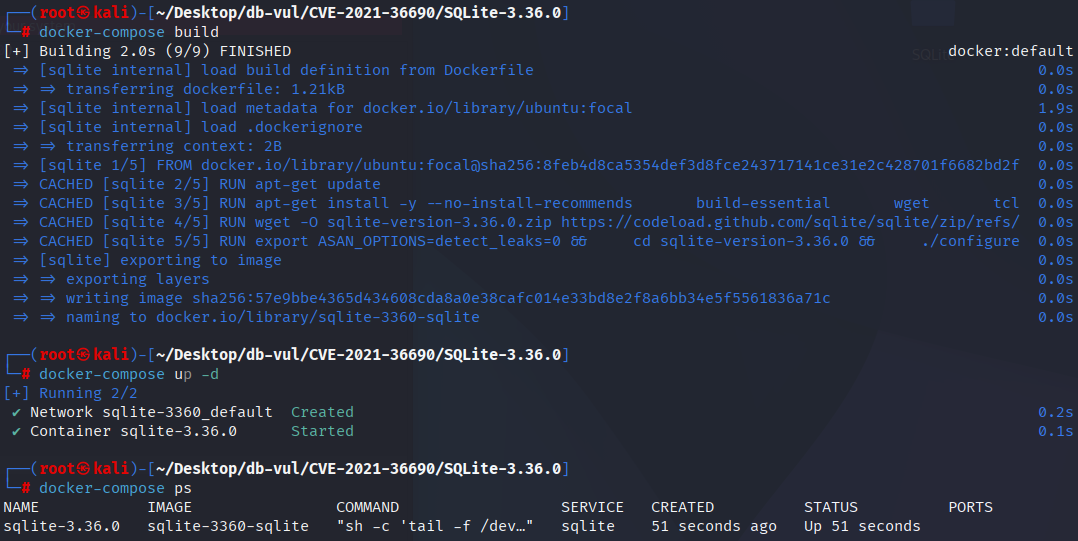 ┌──(root㉿kali)-[~/Desktop/db-vul/CVE-2021-36690/SQLite-3.36.0]
└─# docker-compose build
[+] Building 2.0s (9/9) FINISHED docker:default
=> [sqlite internal] load build definition from Dockerfile 0.0s
=> => transferring dockerfile: 1.21kB 0.0s
=> [sqlite internal] load metadata for docker.io/library/ubuntu:focal 1.9s
=> [sqlite internal] load .dockerignore 0.0s
=> => transferring context: 2B 0.0s
=> [sqlite 1/5] FROM docker.io/library/ubuntu:focal@sha256:8feb4d8ca5354def3d8fce243717141ce31e2c428701f6682bd2f 0.0s
=> CACHED [sqlite 2/5] RUN apt-get update 0.0s
=> CACHED [sqlite 3/5] RUN apt-get install -y --no-install-recommends build-essential wget tcl 0.0s
=> CACHED [sqlite 4/5] RUN wget -O sqlite-version-3.36.0.zip https://codeload.github.com/sqlite/sqlite/zip/refs/ 0.0s
=> CACHED [sqlite 5/5] RUN export ASAN_OPTIONS=detect_leaks=0 && cd sqlite-version-3.36.0 && ./configure 0.0s
=> [sqlite] exporting to image 0.0s
=> => exporting layers 0.0s
=> => writing image sha256:57e9bbe4365d434608cda8a0e38cafc014e33bd8e2f8a6bb34e5f5561836a71c 0.0s
=> => naming to docker.io/library/sqlite-3360-sqlite 0.0s
┌──(root㉿kali)-[~/Desktop/db-vul/CVE-2021-36690/SQLite-3.36.0]
└─# docker-compose up -d
[+] Running 2/2
✔ Network sqlite-3360_default Created 0.2s
✔ Container sqlite-3.36.0 Started 0.1s
┌──(root㉿kali)-[~/Desktop/db-vul/CVE-2021-36690/SQLite-3.36.0]
└─# docker-compose ps
NAME IMAGE COMMAND SERVICE CREATED STATUS PORTS
sqlite-3.36.0 sqlite-3360-sqlite "sh -c 'tail -f /dev…" sqlite 51 seconds ago Up 51 seconds